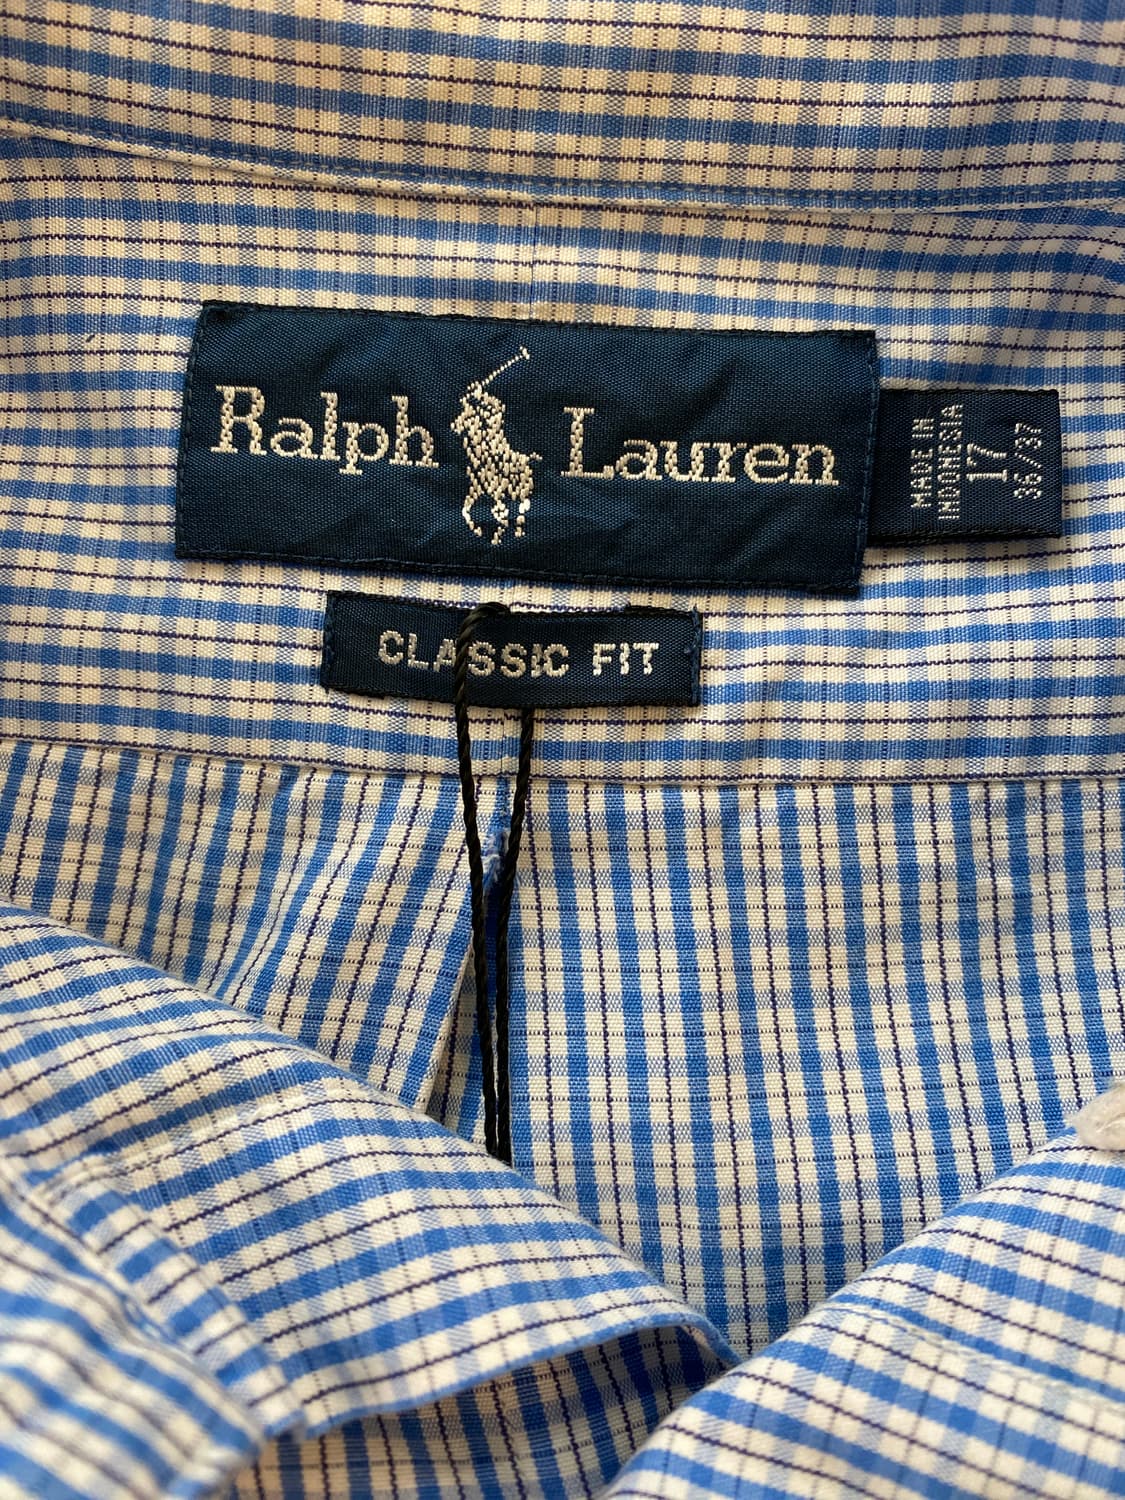 Ralph Lauren
MADE IN
INDONESIA
17
36/37
CLASSIC FIT